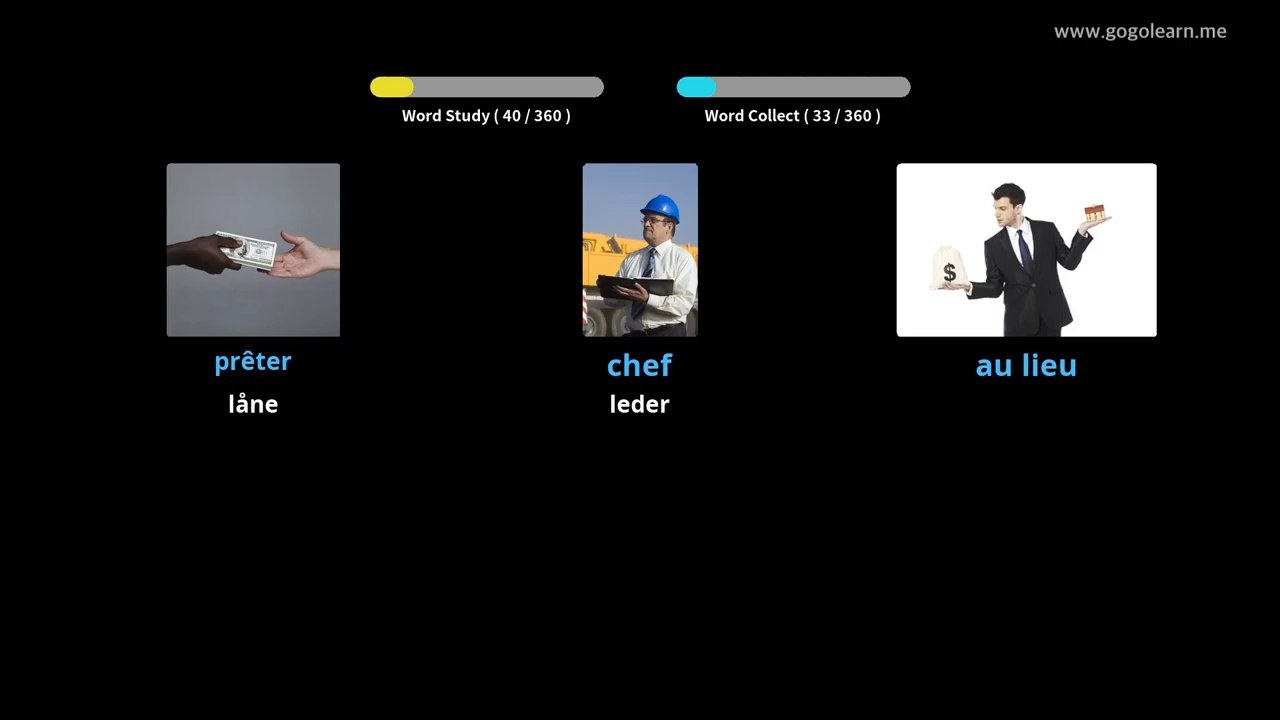 www.gogolearn.me
Word Study ( 40 / 360 )
Word Collect ( 33 / 360 )
$
prêter
chef
au lieu
låne
leder